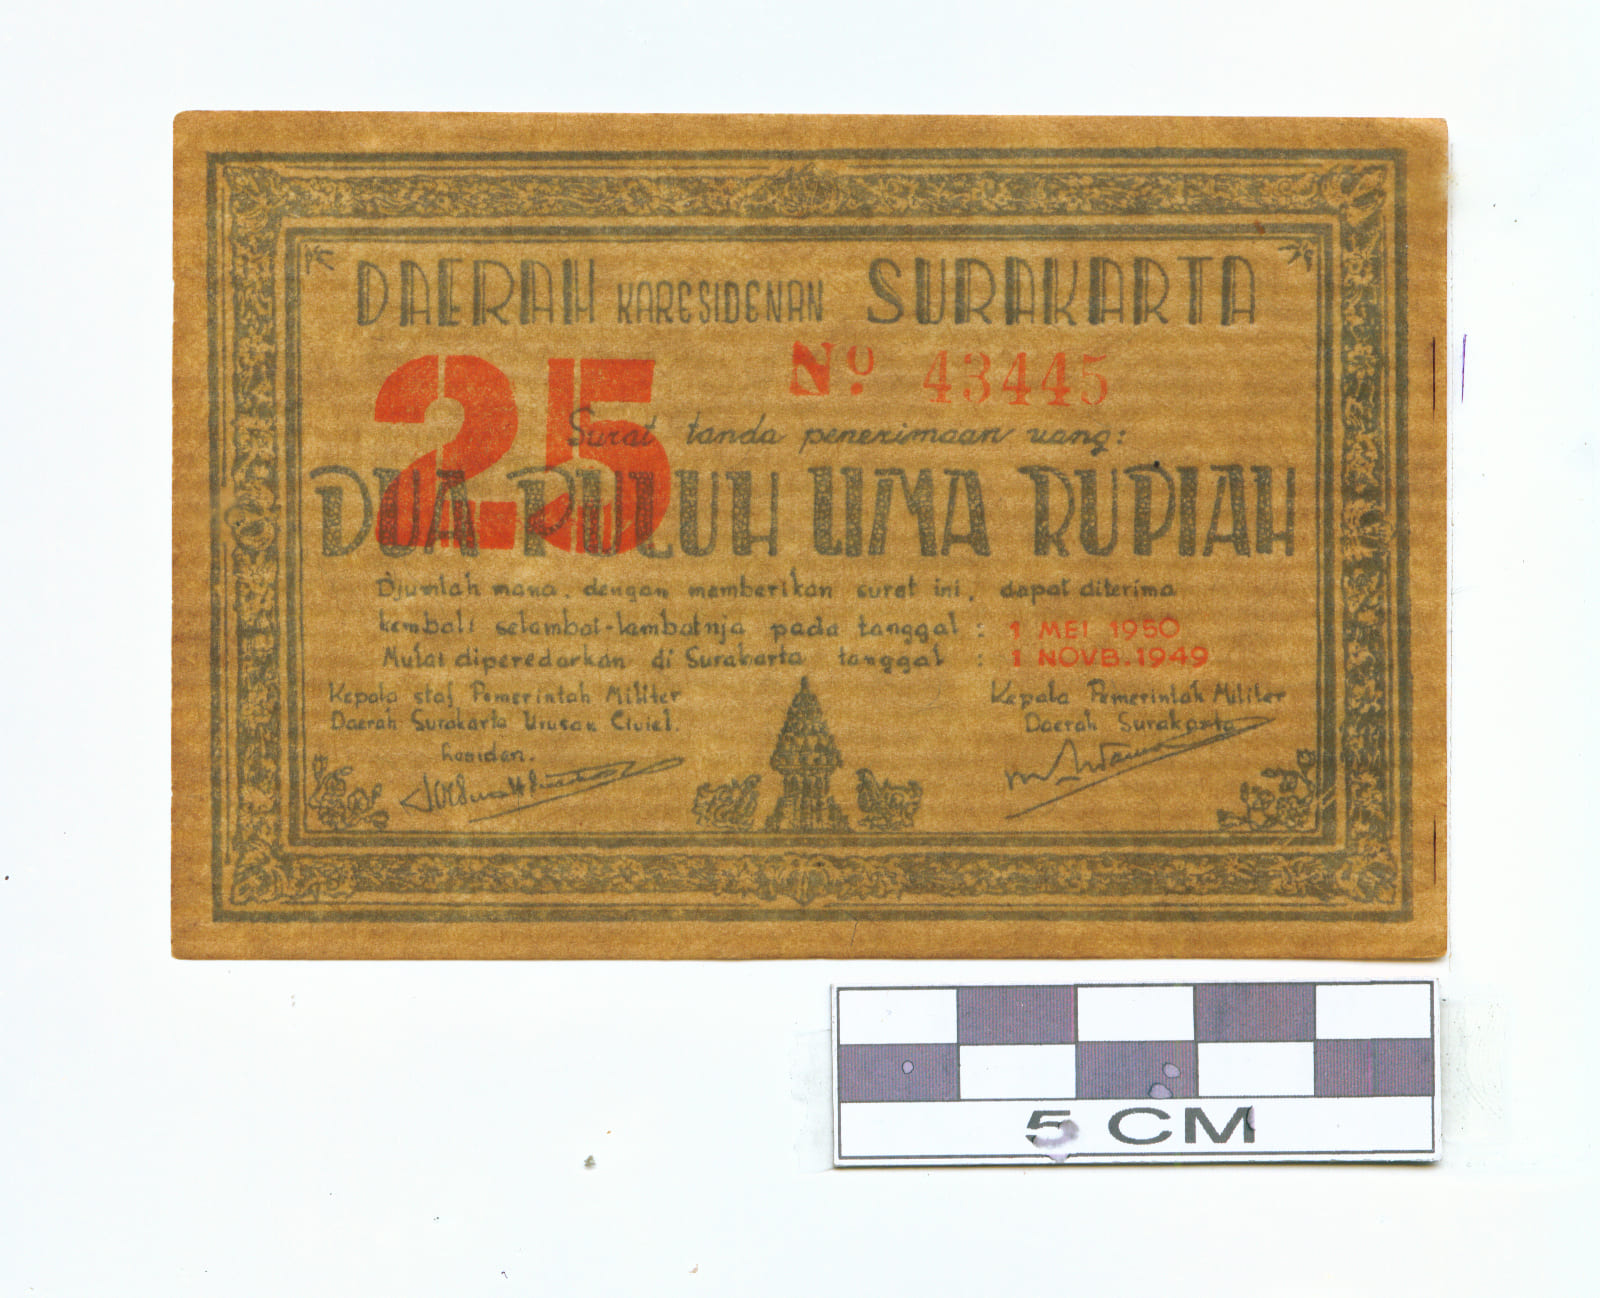 DAERAH KARESIDENAN SURAKARTA
25
No 43445
Surat tanda penerimaan uang:
DUA PULUH LIMA RUPIAH
Djumlah mana, dengan memberikan surat ini, dapat diterima
kembali selambat-lambatnja pada tanggal : 1 MEI 1950
Mulai diperedarkan di Surakarta tanggal : 1 NOVB. 1949
Kepala staf Pemerintah Militer
Daerah Surakarta Urusan Civiel.
Kepala Pemerintah Militer
Daerah Surakarta
5 CM